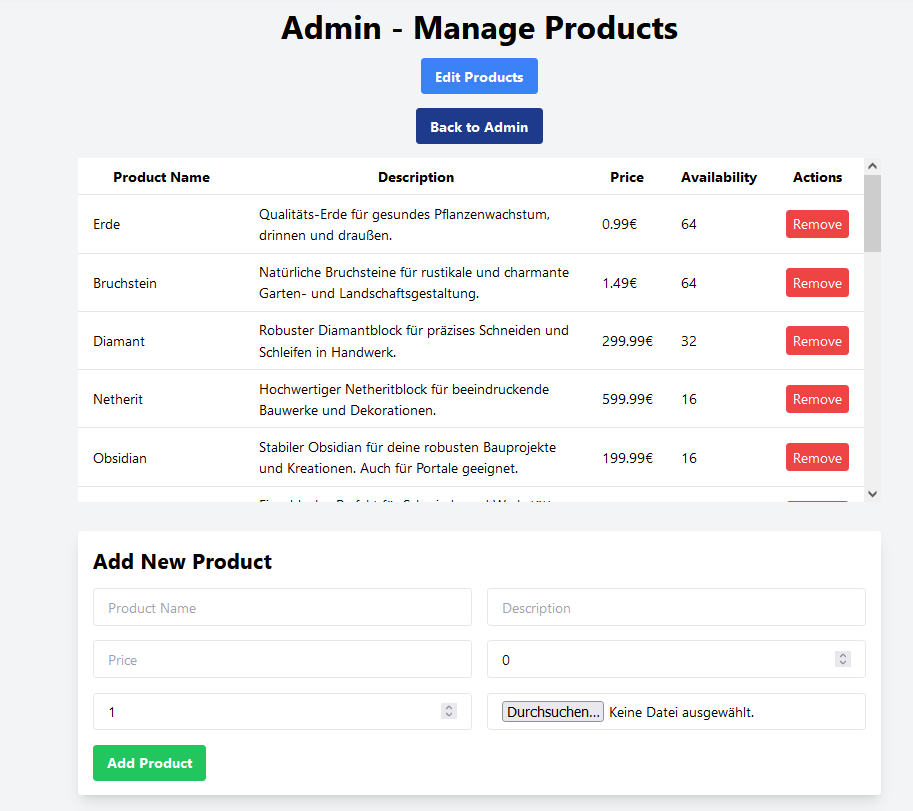 Admin - Manage Products
Edit Products
Back to Admin
Product Name Description Price Availability Actions
Erde Qualitäts-Erde für gesundes Pflanzenwachstum, drinnen und draußen. 0.99€ 64 Remove
Bruchstein Natürliche Bruchsteine für rustikale und charmante Garten- und Landschaftsgestaltung. 1.49€ 64 Remove
Diamant Robuster Diamantblock für präzises Schneiden und Schleifen in Handwerk. 299.99€ 32 Remove
Netherit Hochwertiger Netheritblock für beeindruckende Bauwerke und Dekorationen. 599.99€ 16 Remove
Obsidian Stabiler Obsidian für deine robusten Bauprojekte und Kreationen. Auch für Portale geeignet. 199.99€ 16 Remove
Add New Product
Product Name Description
Price 0
1 Durchsuchen... Keine Datei ausgewählt.
Add Product